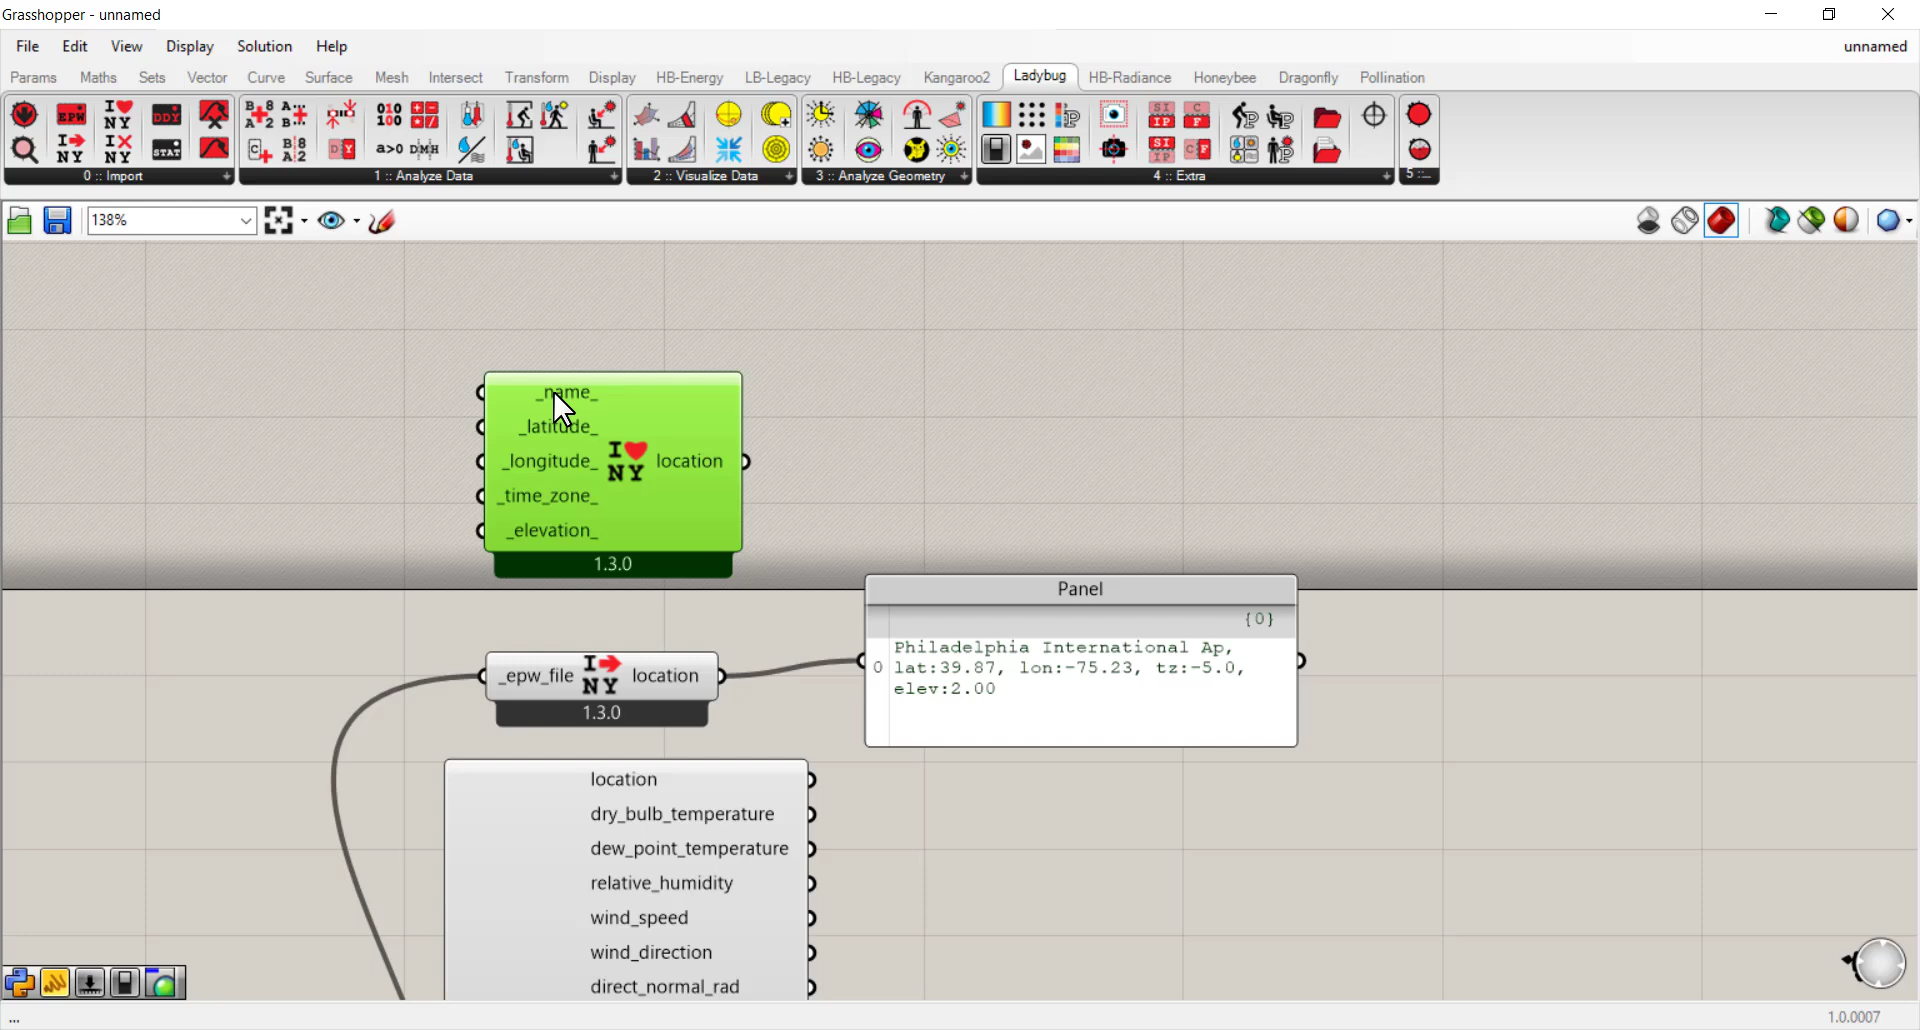 Grasshopper - unnamed
File Edit View Display Solution Help unnamed
Params Maths Sets Vector Curve Surface Mesh Intersect Transform Display HB-Energy LB-Legacy HB-Legacy Kangaroo2 Ladybug HB-Radiance Honeybee Dragonfly Pollination
0 :: Import 1 :: Analyze Data 2 :: Visualize Data 3 :: Analyze Geometry 4 :: Extra 5 ::...
138%
_name_
_latitude_
_longitude_
I NY
location
_time_zone_
_elevation_
1.3.0
Panel
{0}
Philadelphia International Ap,
0 lat:39.87, lon:-75.23, tz:-5.0,
elev:2.00
_epw_file I NY location
1.3.0
location
dry_bulb_temperature
dew_point_temperature
relative_humidity
wind_speed
wind_direction
direct_normal_rad
... 1.0.0007